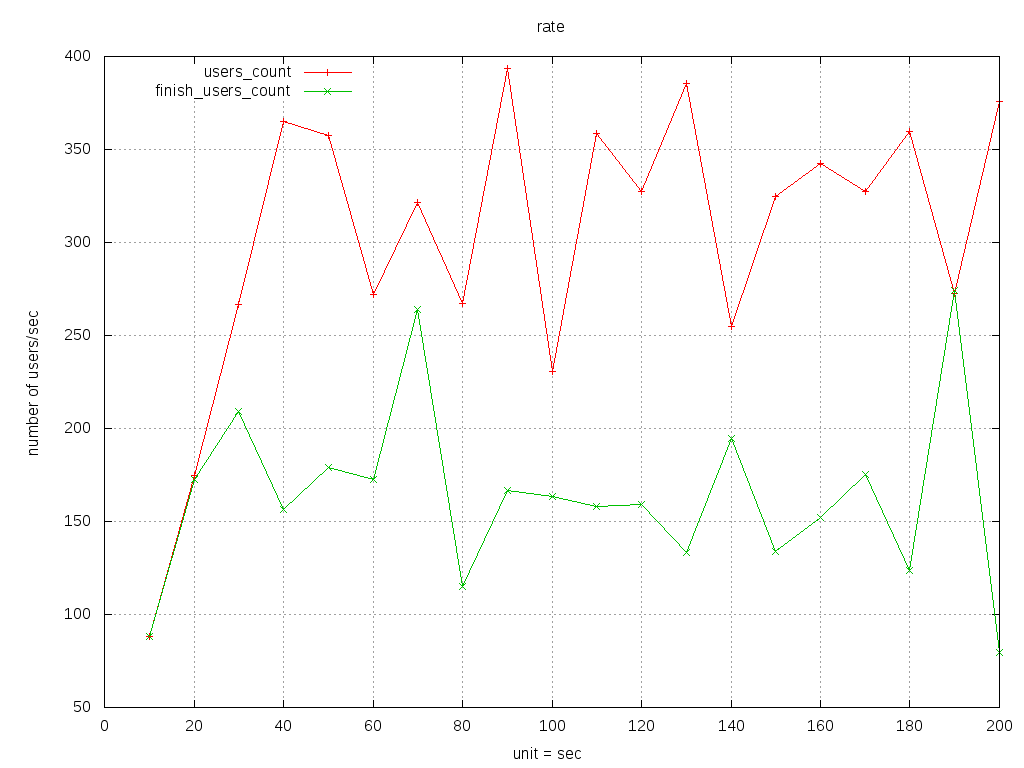 rate
users_count
finish_users_count
400
350
300
250
200
150
100
50
number of users/sec
0 20 40 60 80 100 120 140 160 180 200
unit = sec